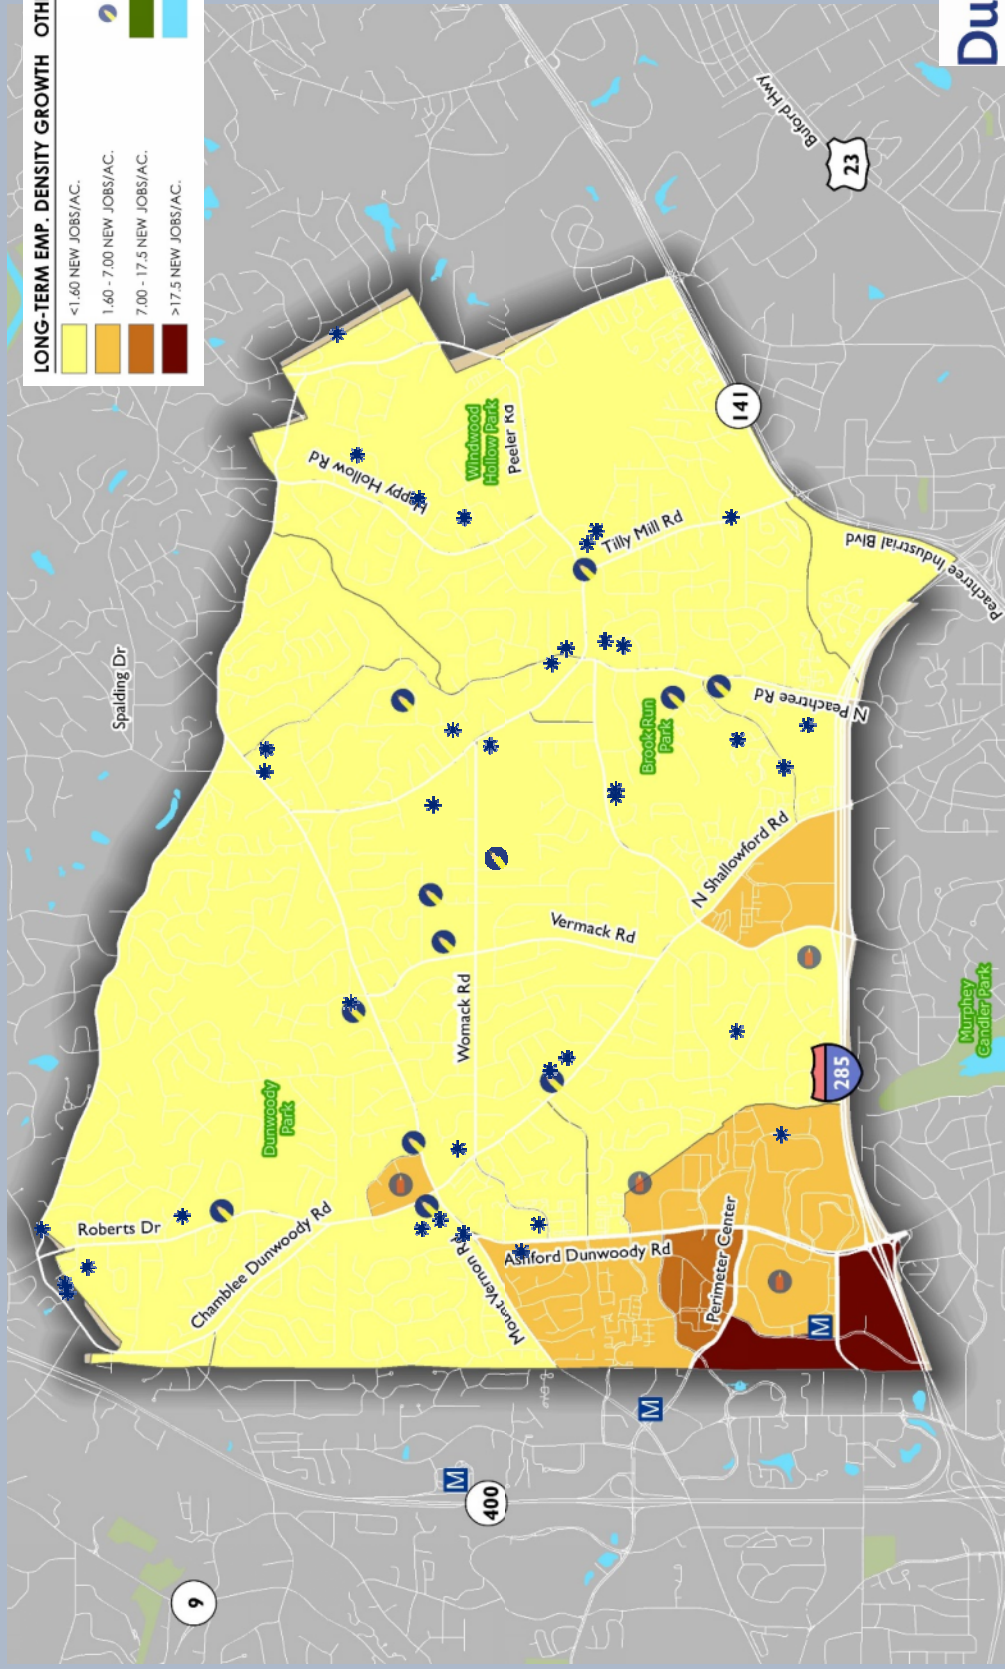 LONG-TERM EMP. DENSITY GROWTH
<1.60 NEW JOBS/AC.
1.60 - 7.00 NEW JOBS/AC.
7.00 - 17.5 NEW JOBS/AC.
>17.5 NEW JOBS/AC.
OTH
Du
Buford Hwy
23
141
Peachtree Industrial Blvd
Happy Hollow Rd
Windwood
Hollow Park
Peeler Rd
Tilly Mill Rd
Spalding Dr
N Peachtree Rd
Brook Run
Park
N Shallowford Rd
Vermack Rd
Womack Rd
Murphey
Candler Park
285
Dunwoody
Park
Roberts Dr
Chamblee Dunwoody Rd
Mount Vernon Rd
Ashford Dunwoody Rd
Perimeter Center
M
M
M
400
9